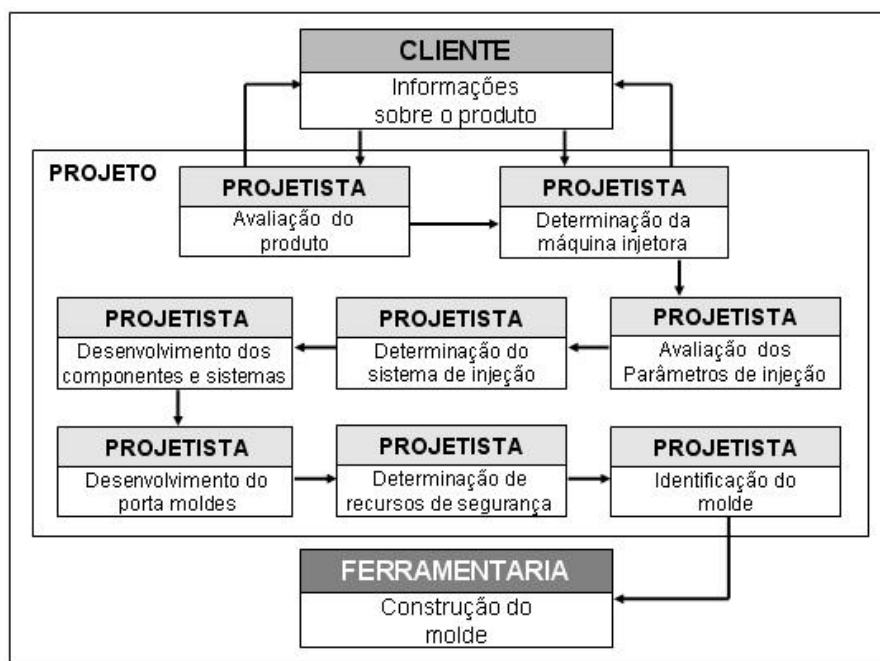 CLIENTE
Informações
sobre o produto
PROJETO
PROJETISTA
Avaliação do
produto
PROJETISTA
Determinação da
máquina injetora
PROJETISTA
Desenvolvimento dos
componentes e sistemas
PROJETISTA
Determinação do
sistema de injeção
PROJETISTA
Avaliação dos
Parâmetros de injeção
PROJETISTA
Desenvolvimento do
porta moldes
PROJETISTA
Determinação de
recursos de segurança
PROJETISTA
Identificação do
molde
FERRAMENTARIA
Construção do
molde